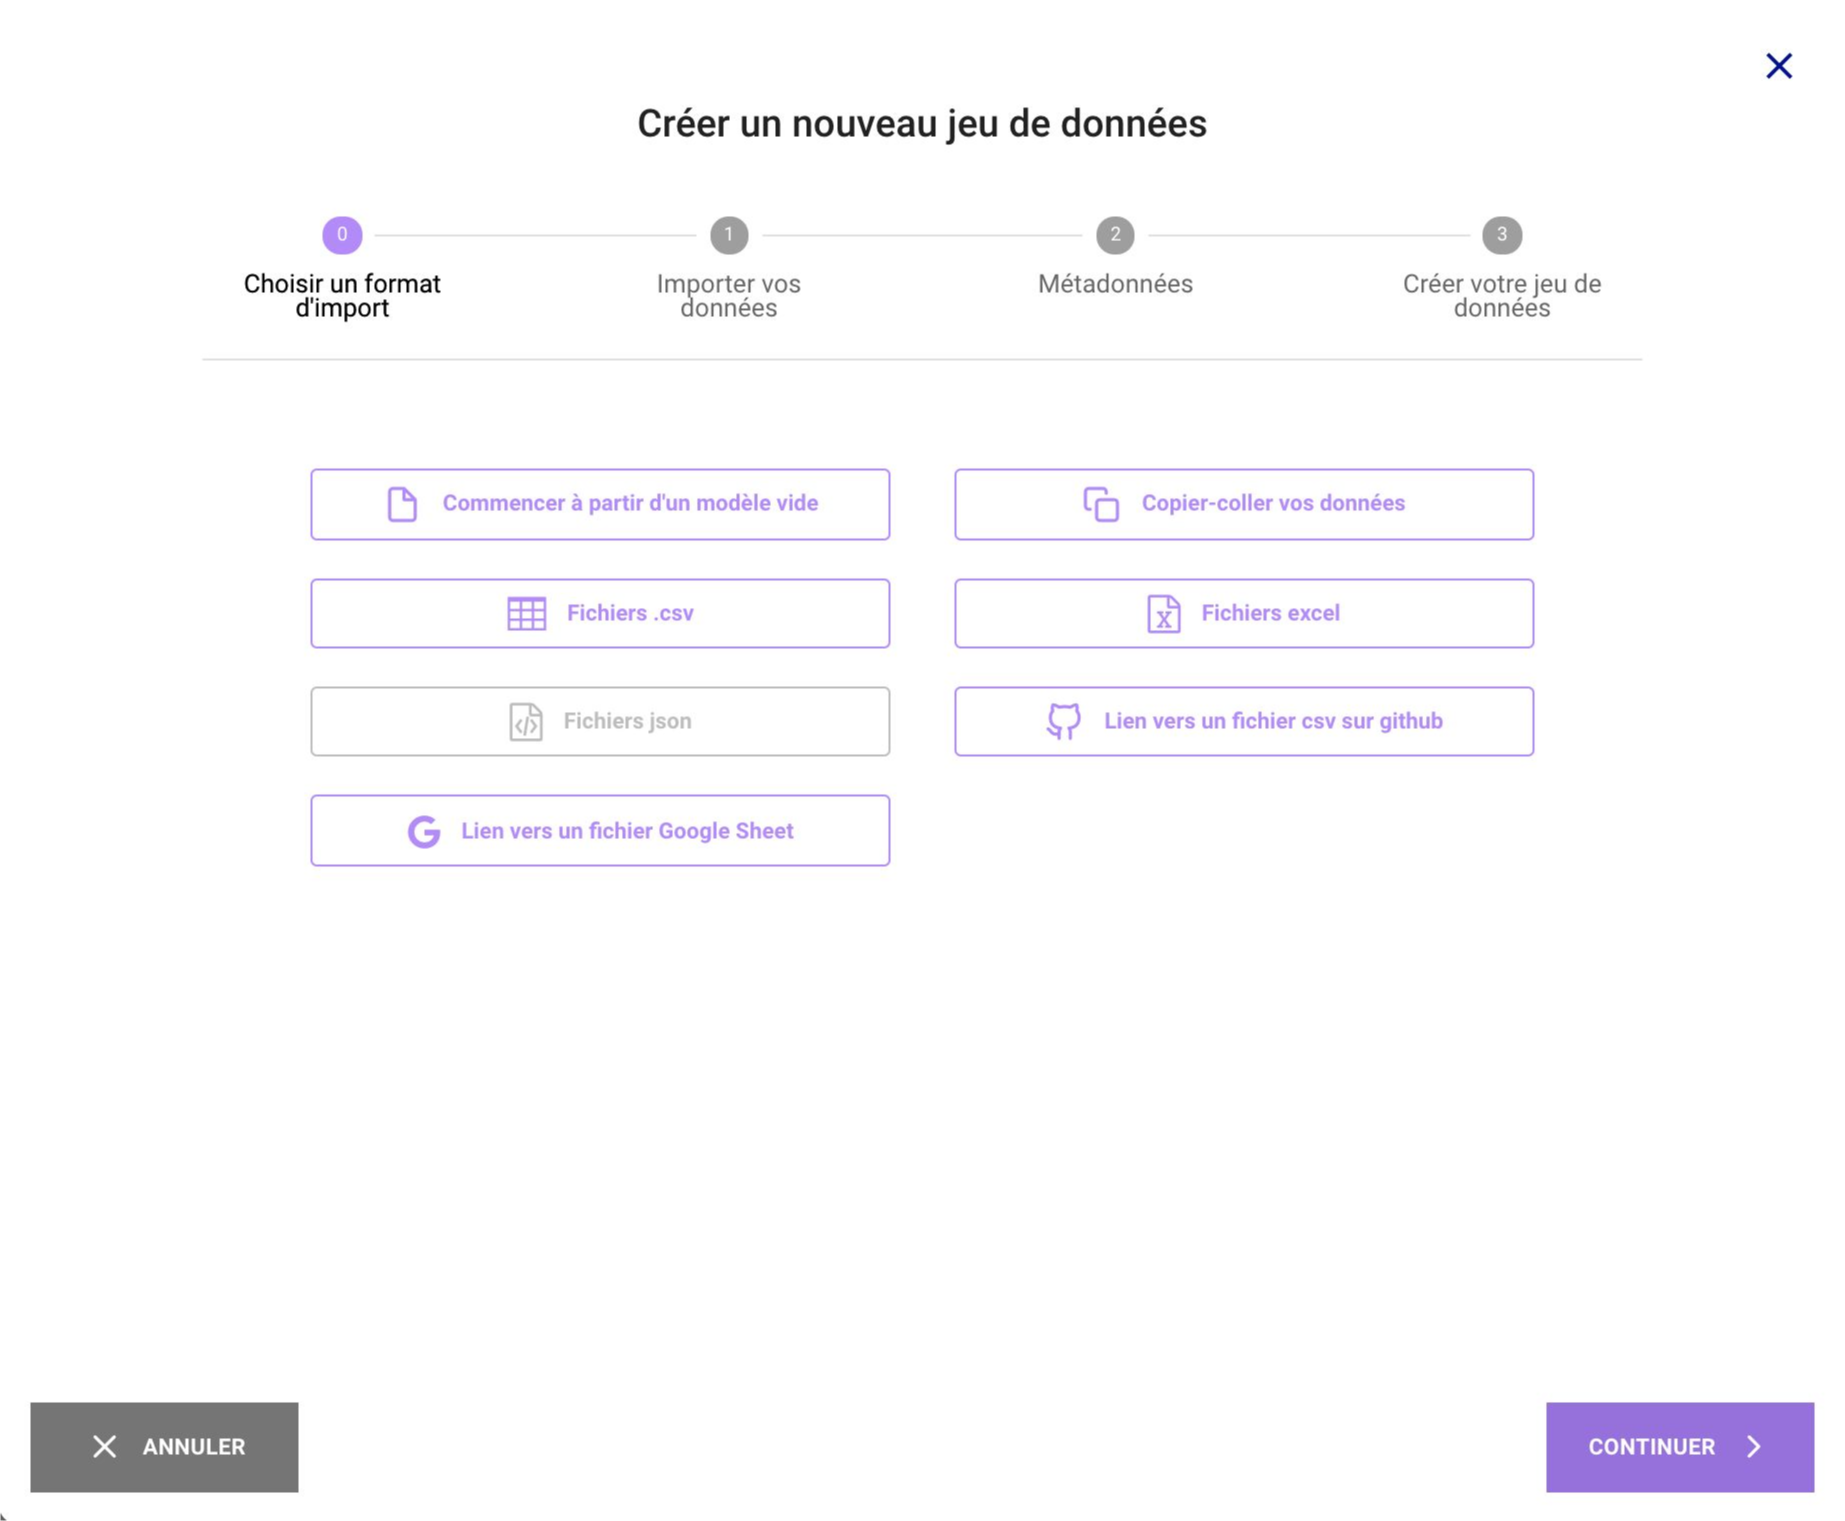 Créer un nouveau jeu de données
0
1
2
3
Choisir un format
d'import
Importer vos
données
Métadonnées
Créer votre jeu de
données
Commencer à partir d'un modèle vide
Copier-coller vos données
Fichiers .csv
Fichiers excel
Fichiers json
Lien vers un fichier csv sur github
Lien vers un fichier Google Sheet
ANNULER
CONTINUER